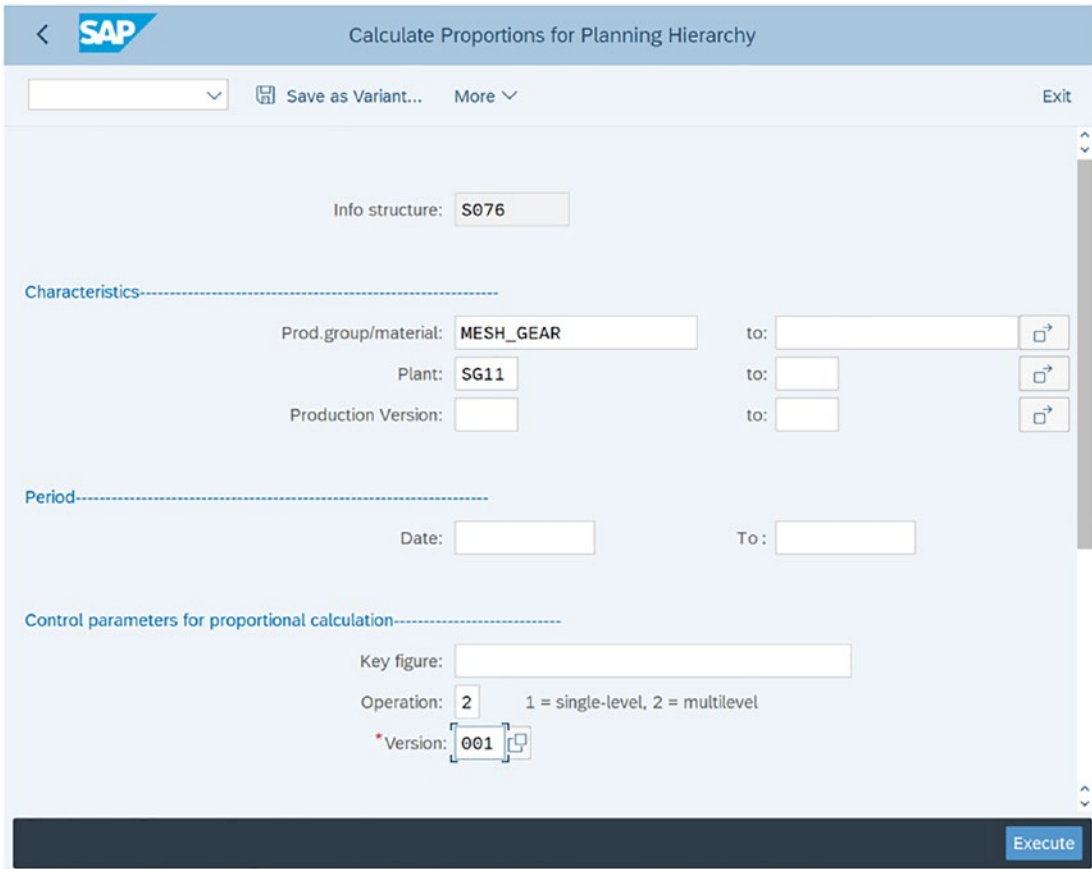 SAP Calculate Proportions for Planning Hierarchy
Save as Variant... More Exit
Info structure: S076
Characteristics------------------------------------------------------------
Prod.group/material: MESH_GEAR to:
Plant: SG11 to:
Production Version: to:
Period---------------------------------------------------------------------
Date: To:
Control parameters for proportional calculation----------------------------
Key figure:
Operation: 2 1 = single-level, 2 = multilevel
*Version: 001
Execute